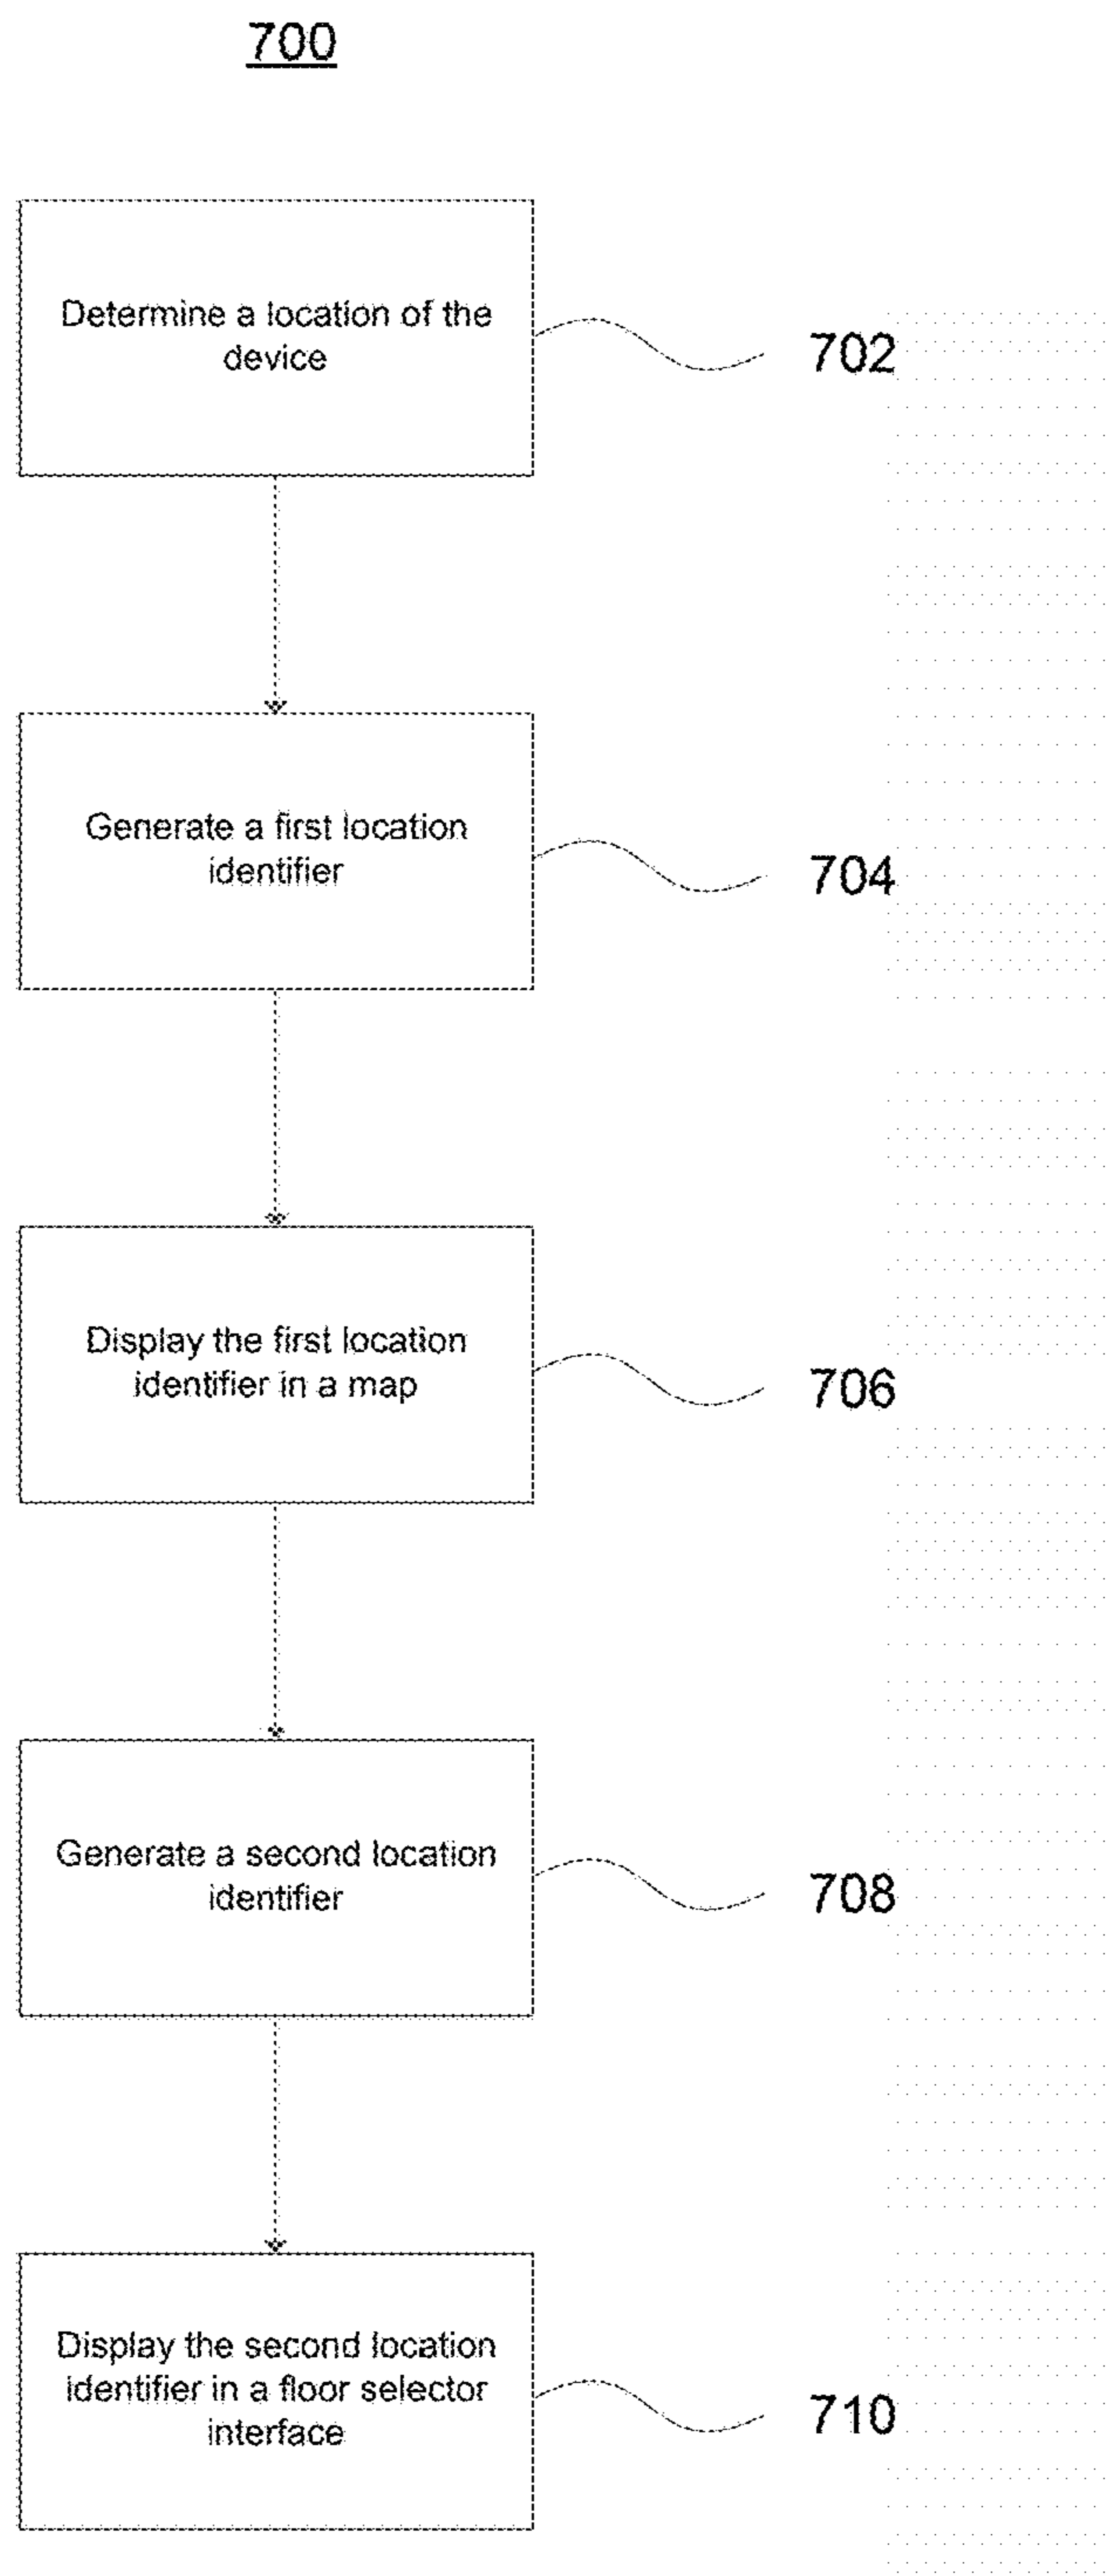 700
Determine a location of the
device
702
Generate a first location
identifier
704
Display the first location
identifier in a map
706
Generate a second location
identifier
708
Display the second location
identifier in a floor selector
interface
710